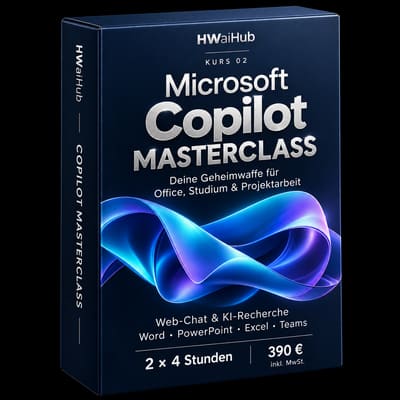 HWaiHub
KURS 02
Microsoft
Copilot
MASTERCLASS
Deine Geheimwaffe für
Office, Studium & Projektarbeit
Web-Chat & KI-Recherche
Word • PowerPoint • Excel • Teams
2 x 4 Stunden
390 €
inkl. MwSt.
HWaiHub
COPILOT MASTERCLASS